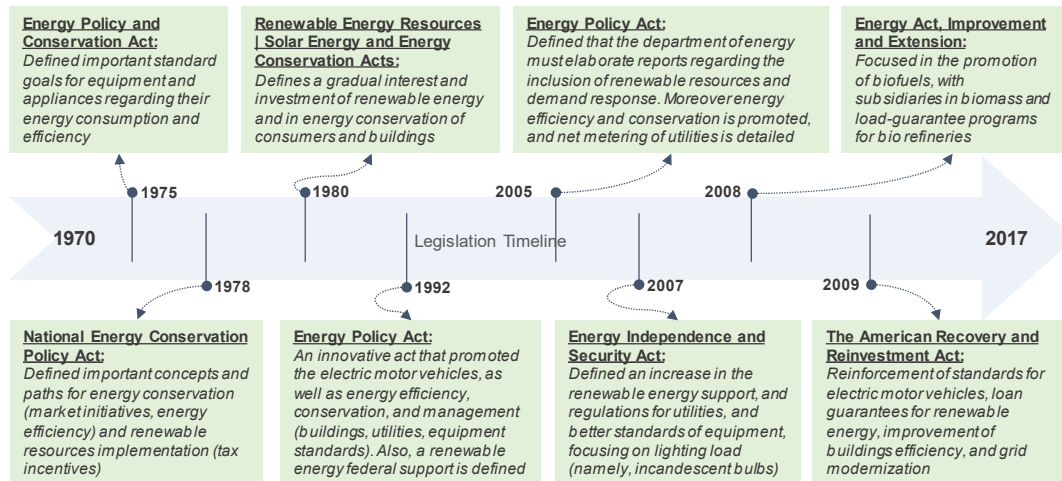 Energy Policy and
Conservation Act:
Defined important standard
goals for equipment and
appliances regarding their
energy consumption and
efficiency
Renewable Energy Resources
| Solar Energy and Energy
Conservation Acts:
Defines a gradual interest and
investment of renewable energy
and in energy conservation of
consumers and buildings
Energy Policy Act:
Defined that the department of energy
must elaborate reports regarding the
inclusion of renewable resources and
demand response. Moreover energy
efficiency and conservation is promoted,
and net metering of utilities is detailed
Energy Act, Improvement
and Extension:
Focused in the promotion
of biofuels, with
subsidiaries in biomass and
load-guarantee programs
for bio refineries
1975
1980
2005
2008
1970
Legislation Timeline
2017
1978
1992
2007
2009
National Energy Conservation
Policy Act:
Defined important concepts and
paths for energy conservation
(market initiatives, energy
efficiency) and renewable
resources implementation (tax
incentives)
Energy Policy Act:
An innovative act that promoted
the electric motor vehicles, as
well as energy efficiency,
conservation, and management
(buildings, utilities, equipment
standards). Also, a renewable
energy federal support is defined
Energy Independence and
Security Act:
Defined an increase in the
renewable energy support, and
regulations for utilities, and
better standards of equipment,
focusing on lighting load
(namely, incandescent bulbs)
The American Recovery and
Reinvestment Act:
Reinforcement of standards for
electric motor vehicles, loan
guarantees for renewable
energy, improvement of
buildings efficiency, and grid
modernization